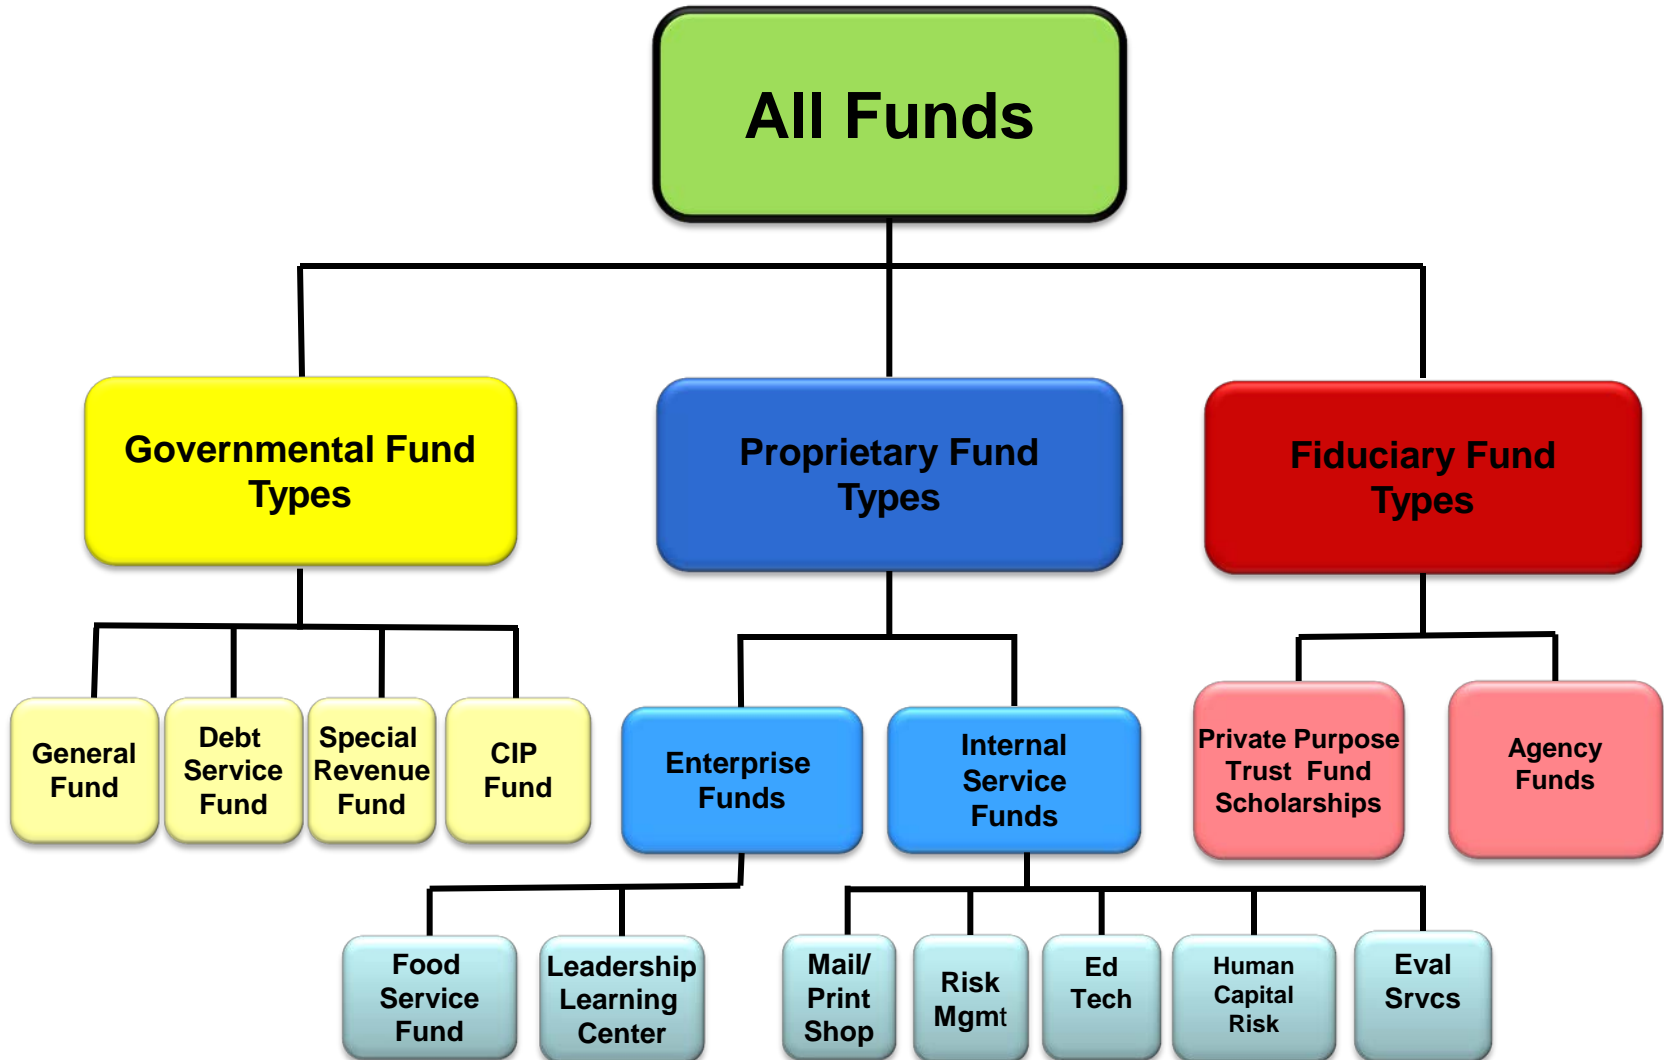 All Funds
Governmental Fund
Types
Proprietary Fund
Types
Fiduciary Fund
Types
General
Fund
Debt
Service
Fund
Special
Revenue
Fund
CIP
Fund
Enterprise
Funds
Internal
Service
Funds
Private Purpose
Trust Fund
Scholarships
Agency
Funds
Food
Service
Fund
Leadership
Learning
Center
Mail/
Print
Shop
Risk
Mgmt
Ed
Tech
Human
Capital
Risk
Eval
Srvcs